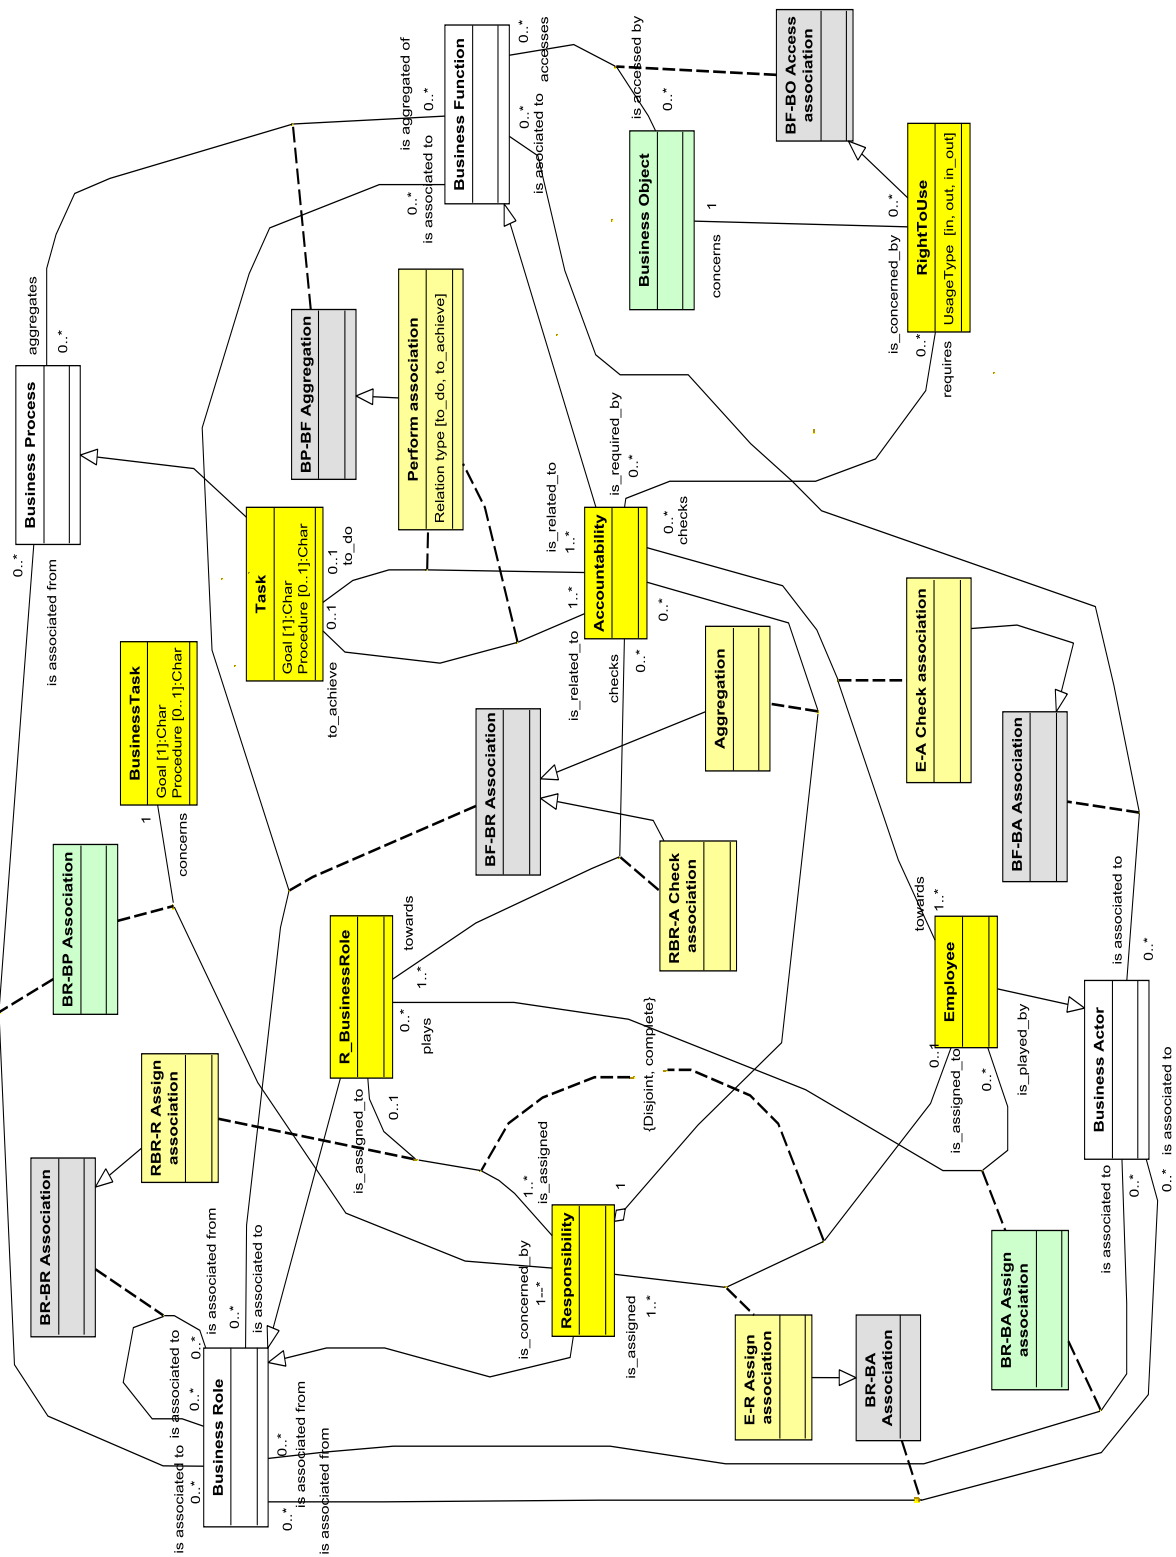 Business Process
aggregates
0..*
0..*
is associated from
Business Function
is aggregated of
0..*
0..*
is associated to
0..*
accesses
0..*
is associated to
is accessed by
0..*
BF-BO Access
association
Business Object
1
concerns
RightToUse
UsageType [in, out, in_out]
0..*
is_concerned_by
0..*
requires
BP-BF Aggregation
Perform association
Relation type [to_do, to_achieve]
Task
Goal [1]:Char
Procedure [0..1]:Char
0..1
to_do
0..1
to_achieve
BusinessTask
Goal [1]:Char
Procedure [0..1]:Char
1
concerns
Accountability
is_related_to
1..*
1..*
is_related_to
is_required_by
0..*
0..*
checks
0..*
checks
0..*
Aggregation
E-A Check association
BF-BA Association
BF-BR Association
RBR-A Check
association
BR-BP Association
R_BusinessRole
towards
1..*
0..*
plays
is_assigned_to
0..1
{Disjoint, complete}
Employee
towards
1..*
0..1
is_assigned_to
0..*
is_played_by
Business Actor
is associated to
0..*
is associated to
0..*
0..*
is associated to
RBR-R Assign
association
BR-BR Association
Responsibility
1..*
is_assigned
1
is_concerned_by
1--*
is_assigned
1..*
E-R Assign
association
BR-BA
Association
BR-BA Assign
association
Business Role
is associated from
0..*
is associated to
0..*
is associated to
0..*
is associated to
0..*
0..*
is associated from
0..*
is associated from